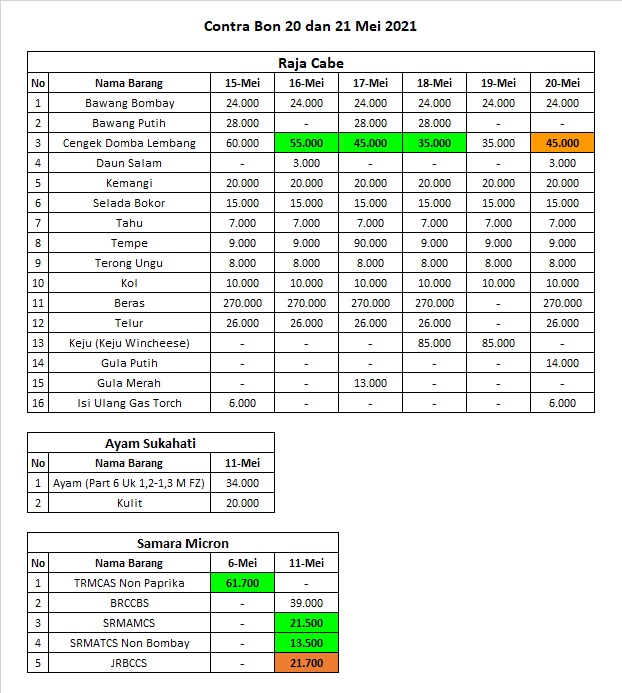 Contra Bon 20 dan 21 Mei 2021
Raja Cabe
No Nama Barang 15-Mei 16-Mei 17-Mei 18-Mei 19-Mei 20-Mei
1 Bawang Bombay 24.000 24.000 24.000 24.000 24.000 24.000
2 Bawang Putih 28.000 - 28.000 28.000 - -
3 Cengek Domba Lembang 60.000 55.000 45.000 35.000 35.000 45.000
4 Daun Salam - 3.000 - - - 3.000
5 Kemangi 20.000 20.000 20.000 20.000 20.000 20.000
6 Selada Bokor 15.000 15.000 15.000 15.000 15.000 15.000
7 Tahu 7.000 7.000 7.000 7.000 7.000 7.000
8 Tempe 9.000 9.000 90.000 9.000 9.000 9.000
9 Terong Ungu 8.000 8.000 8.000 8.000 8.000 8.000
10 Kol 10.000 10.000 10.000 10.000 10.000 10.000
11 Beras 270.000 270.000 270.000 270.000 - 270.000
12 Telur 26.000 26.000 26.000 26.000 - 26.000
13 Keju (Keju Wincheese) - - - 85.000 85.000 -
14 Gula Putih - - - - - 14.000
15 Gula Merah - - 13.000 - - -
16 Isi Ulang Gas Torch 6.000 - - - - 6.000
Ayam Sukahati
No Nama Barang 11-Mei
1 Ayam (Part 6 Uk 1,2-1,3 M FZ) 34.000
2 Kulit 20.000
Samara Micron
No Nama Barang 6-Mei 11-Mei
1 TRMCAS Non Paprika 61.700 -
2 BRCCBS - 39.000
3 SRMAMCS - 21.500
4 SRMATCS Non Bombay - 13.500
5 JRBCCS - 21.700